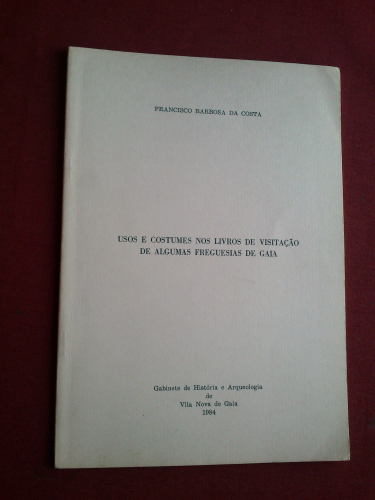 FRANCISCO BARBOSA DA COSTA
USOS E COSTUMES NOS LIVROS DE VISITAÇÃO
DE ALGUMAS FREGUESIAS DE GAIA
Gabinete de História e Arqueologia
de
Vila Nova de Gaia
1984